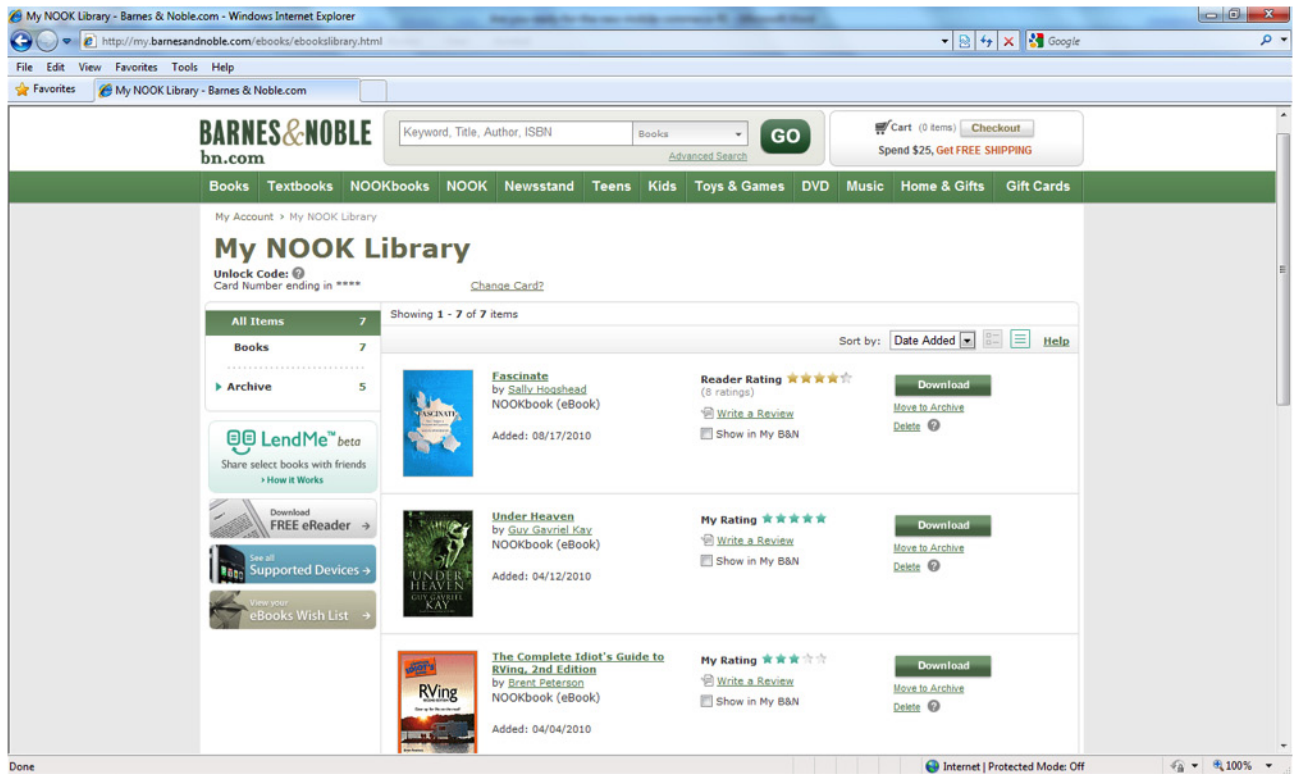 My NOOK Library - Barnes & Noble.com - Windows Internet Explorer
http://my.barnesandnoble.com/ebooks/ebookslibrary.html
Google
File Edit View Favorites Tools Help
Favorites My NOOK Library - Barnes & Noble.com
BARNES&NOBLE
bn.com
Keyword, Title, Author, ISBN Books GO
Advanced Search
Cart (0 items) Checkout
Spend $25, Get FREE SHIPPING
Books Textbooks NOOKbooks NOOK Newsstand Teens Kids Toys & Games DVD Music Home & Gifts Gift Cards
My Account > My NOOK Library
My NOOK Library
Unlock Code: ?
Card Number ending in **** Change Card?
All Items 7
Books 7
Archive 5
LendMe™ beta
Share select books with friends
How it Works
Download
FREE eReader
See all
Supported Devices
View your
eBooks Wish List
Showing 1 - 7 of 7 items
Sort by: Date Added Help
FASCINATE
Fascinate
by Sally Hogshead
NOOKbook (eBook)
Added: 08/17/2010
Reader Rating
(8 ratings)
Write a Review
Show in My B&N
Download
Move to Archive
Delete ?
UNDER
HEAVEN
GUY GAVRIEL
KAY
Under Heaven
by Guy Gavriel Kay
NOOKbook (eBook)
Added: 04/12/2010
My Rating
Write a Review
Show in My B&N
Download
Move to Archive
Delete ?
IDIOT'S
RVing
The Complete Idiot's Guide to
RVing, 2nd Edition
by Brent Peterson
NOOKbook (eBook)
Added: 04/04/2010
My Rating
Write a Review
Show in My B&N
Download
Move to Archive
Delete ?
Done Internet | Protected Mode: Off 100%